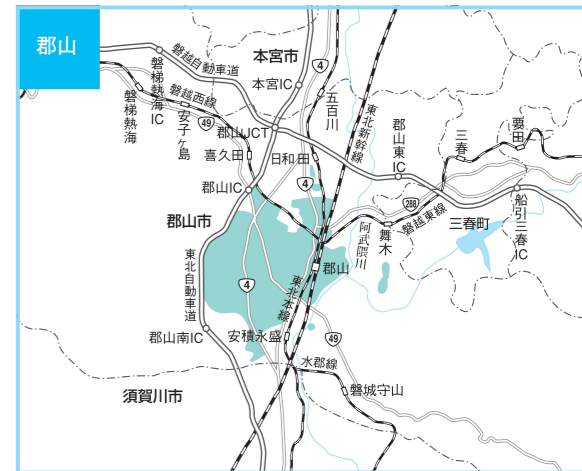 郡山
磐越自動車道
本宮市
4
本宮IC
磐梯熱海IC
磐越西線
五百川
磐梯熱海
安子ヶ島
49
郡山JCT
東北新幹線
要田
三春
喜久田
日和田
郡山東IC
郡山IC
4
288
船引三春IC
郡山市
磐越東線
三春町
阿武隈川
舞木
郡山
東北自動車道
4
東北本線
郡山南IC
安積永盛
49
水郡線
須賀川市
磐城守山